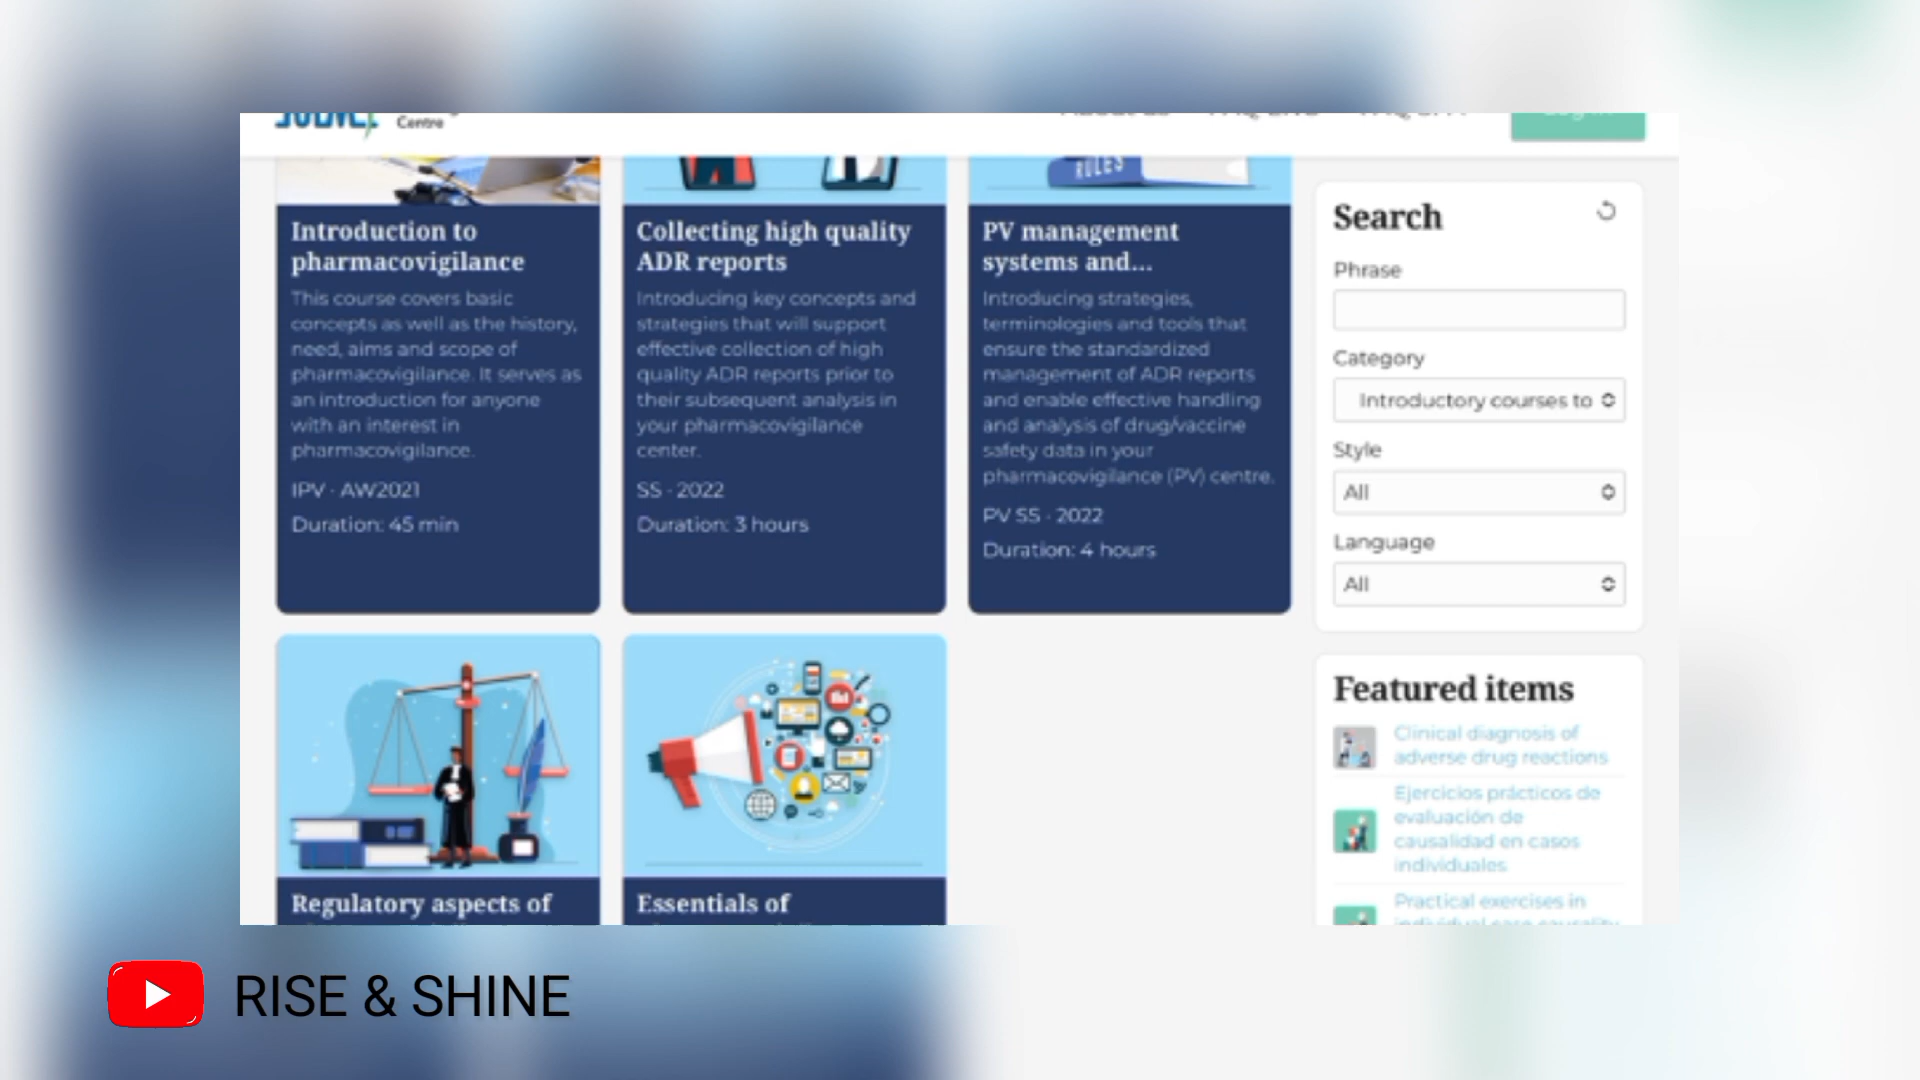 Centre
RULES
Introduction to
pharmacovigilance
This course covers basic
concepts as well as the history,
need, aims and scope of
pharmacovigilance. It serves as
an introduction for anyone
with an interest in
pharmacovigilance.
IPV · AW2021
Duration: 45 min
Collecting high quality
ADR reports
Introducing key concepts and
strategies that will support
effective collection of high
quality ADR reports prior to
their subsequent analysis in
your pharmacovigilance
center.
SS · 2022
Duration: 3 hours
PV management
systems and...
Introducing strategies,
terminologies and tools that
ensure the standardized
management of ADR reports
and enable effective handling
and analysis of drug/vaccine
safety data in your
pharmacovigilance (PV) centre.
PV SS · 2022
Duration: 4 hours
Regulatory aspects of
Essentials of
Search
Phrase
Category
Introductory courses to
Style
All
Language
All
Featured items
Clinical diagnosis of
adverse drug reactions
Ejercicios prácticos de
evaluación de
causalidad en casos
individuales
Practical exercises in
individual case causality
RISE & SHINE